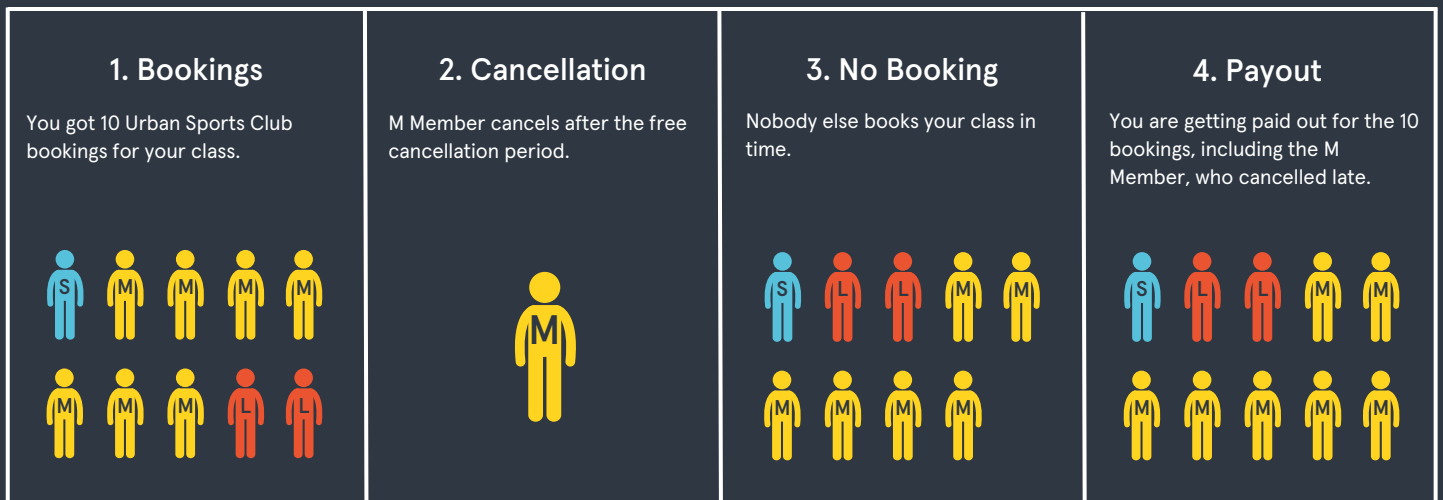 1. Bookings
You got 10 Urban Sports Club
bookings for your class.
S M M M M
M M M L L
2. Cancellation
M Member cancels after the free
cancellation period.
M
3. No Booking
Nobody else books your class in
time.
S L L M M
M M M M
4. Payout
You are getting paid out for the 10
bookings, including the M
Member, who cancelled late.
S L L M M
M M M M M